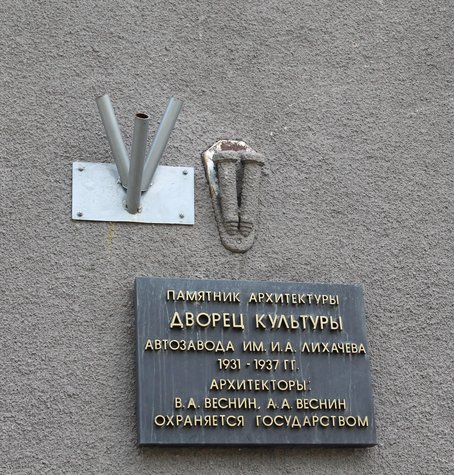 ПАМЯТНИК АРХИТЕКТУРЫ
ДВОРЕЦ КУЛЬТУРЫ
АВТОЗАВОДА ИМ. И.А. ЛИХАЧЕВА
1931 - 1937 ГГ.
АРХИТЕКТОРЫ:
В.А. ВЕСНИН, А.А. ВЕСНИН
ОХРАНЯЕТСЯ ГОСУДАРСТВОМ